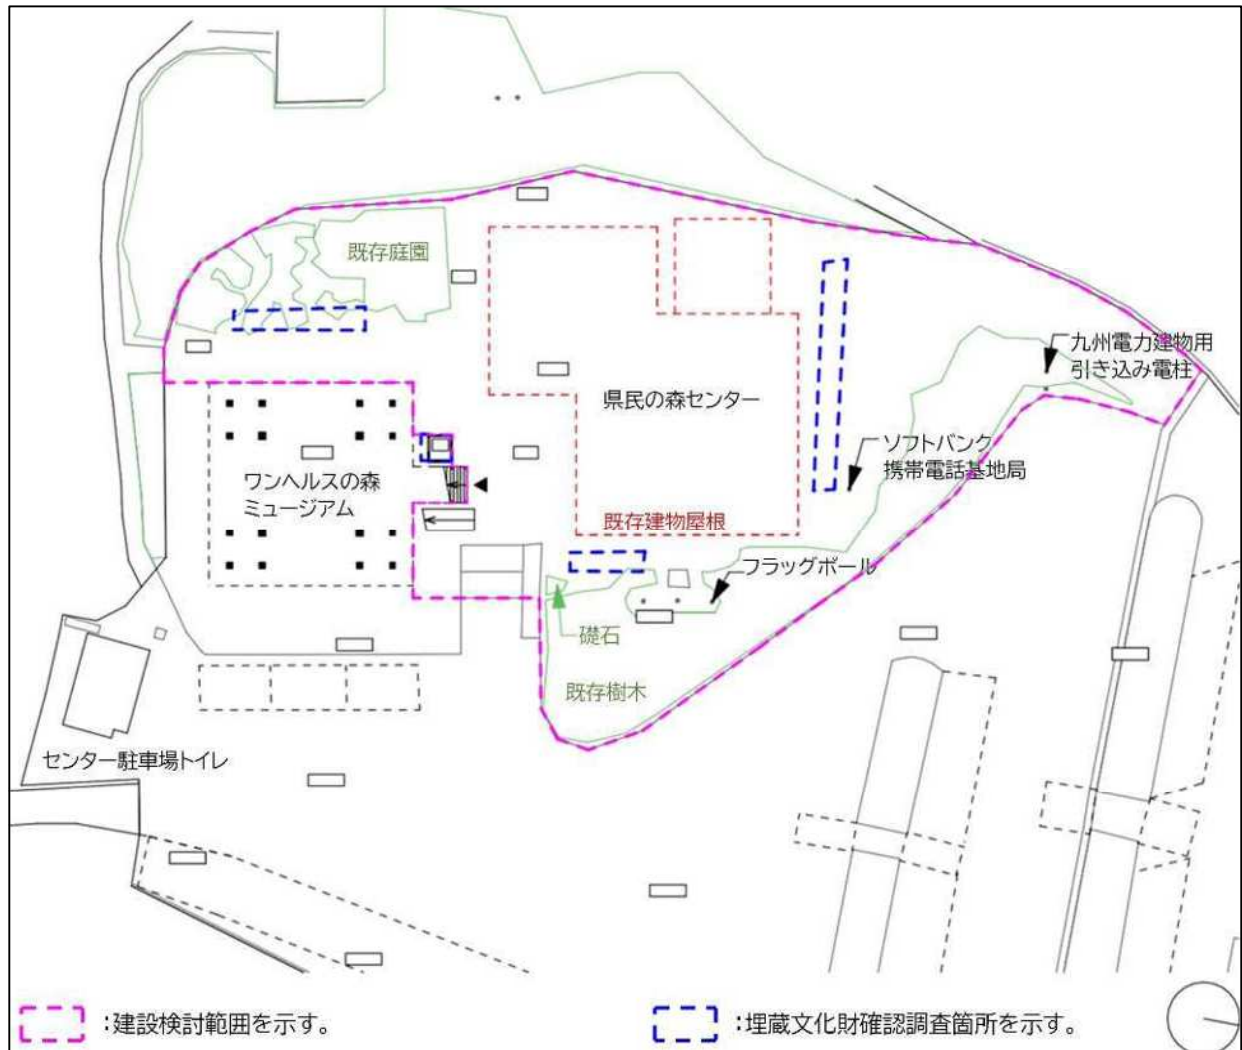 既存庭園
九州電力建物用
引き込み電柱
県民の森センター
ソフトバンク
携帯電話基地局
ワンヘルスの森
ミュージアム
既存建物屋根
フラッグポール
礎石
既存樹木
センター駐車場トイレ
:建設検討範囲を示す。
:埋蔵文化財確認調査箇所を示す。